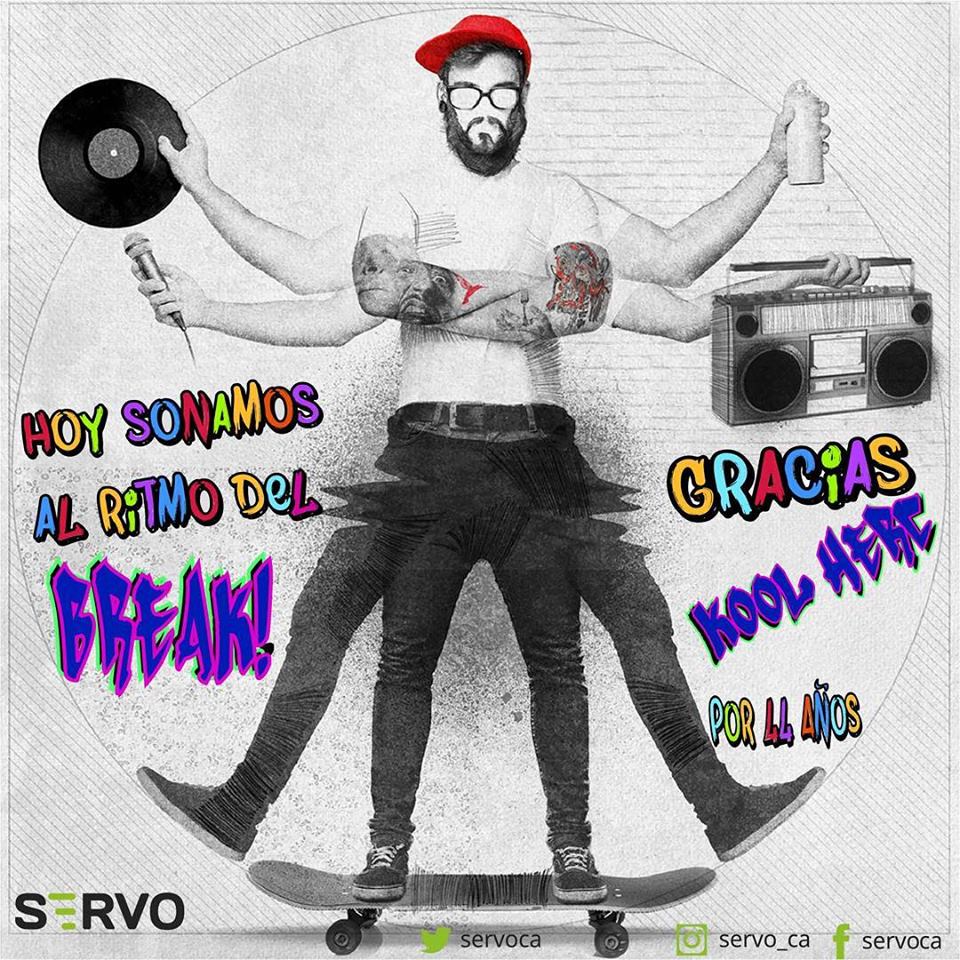 HOY SONAMOS
AL RiTMO DeL
BREAK!
GRACiAS
KOOL HERC
POR 44 AÑOS
SERVO
servoca
servo_ca
servoca